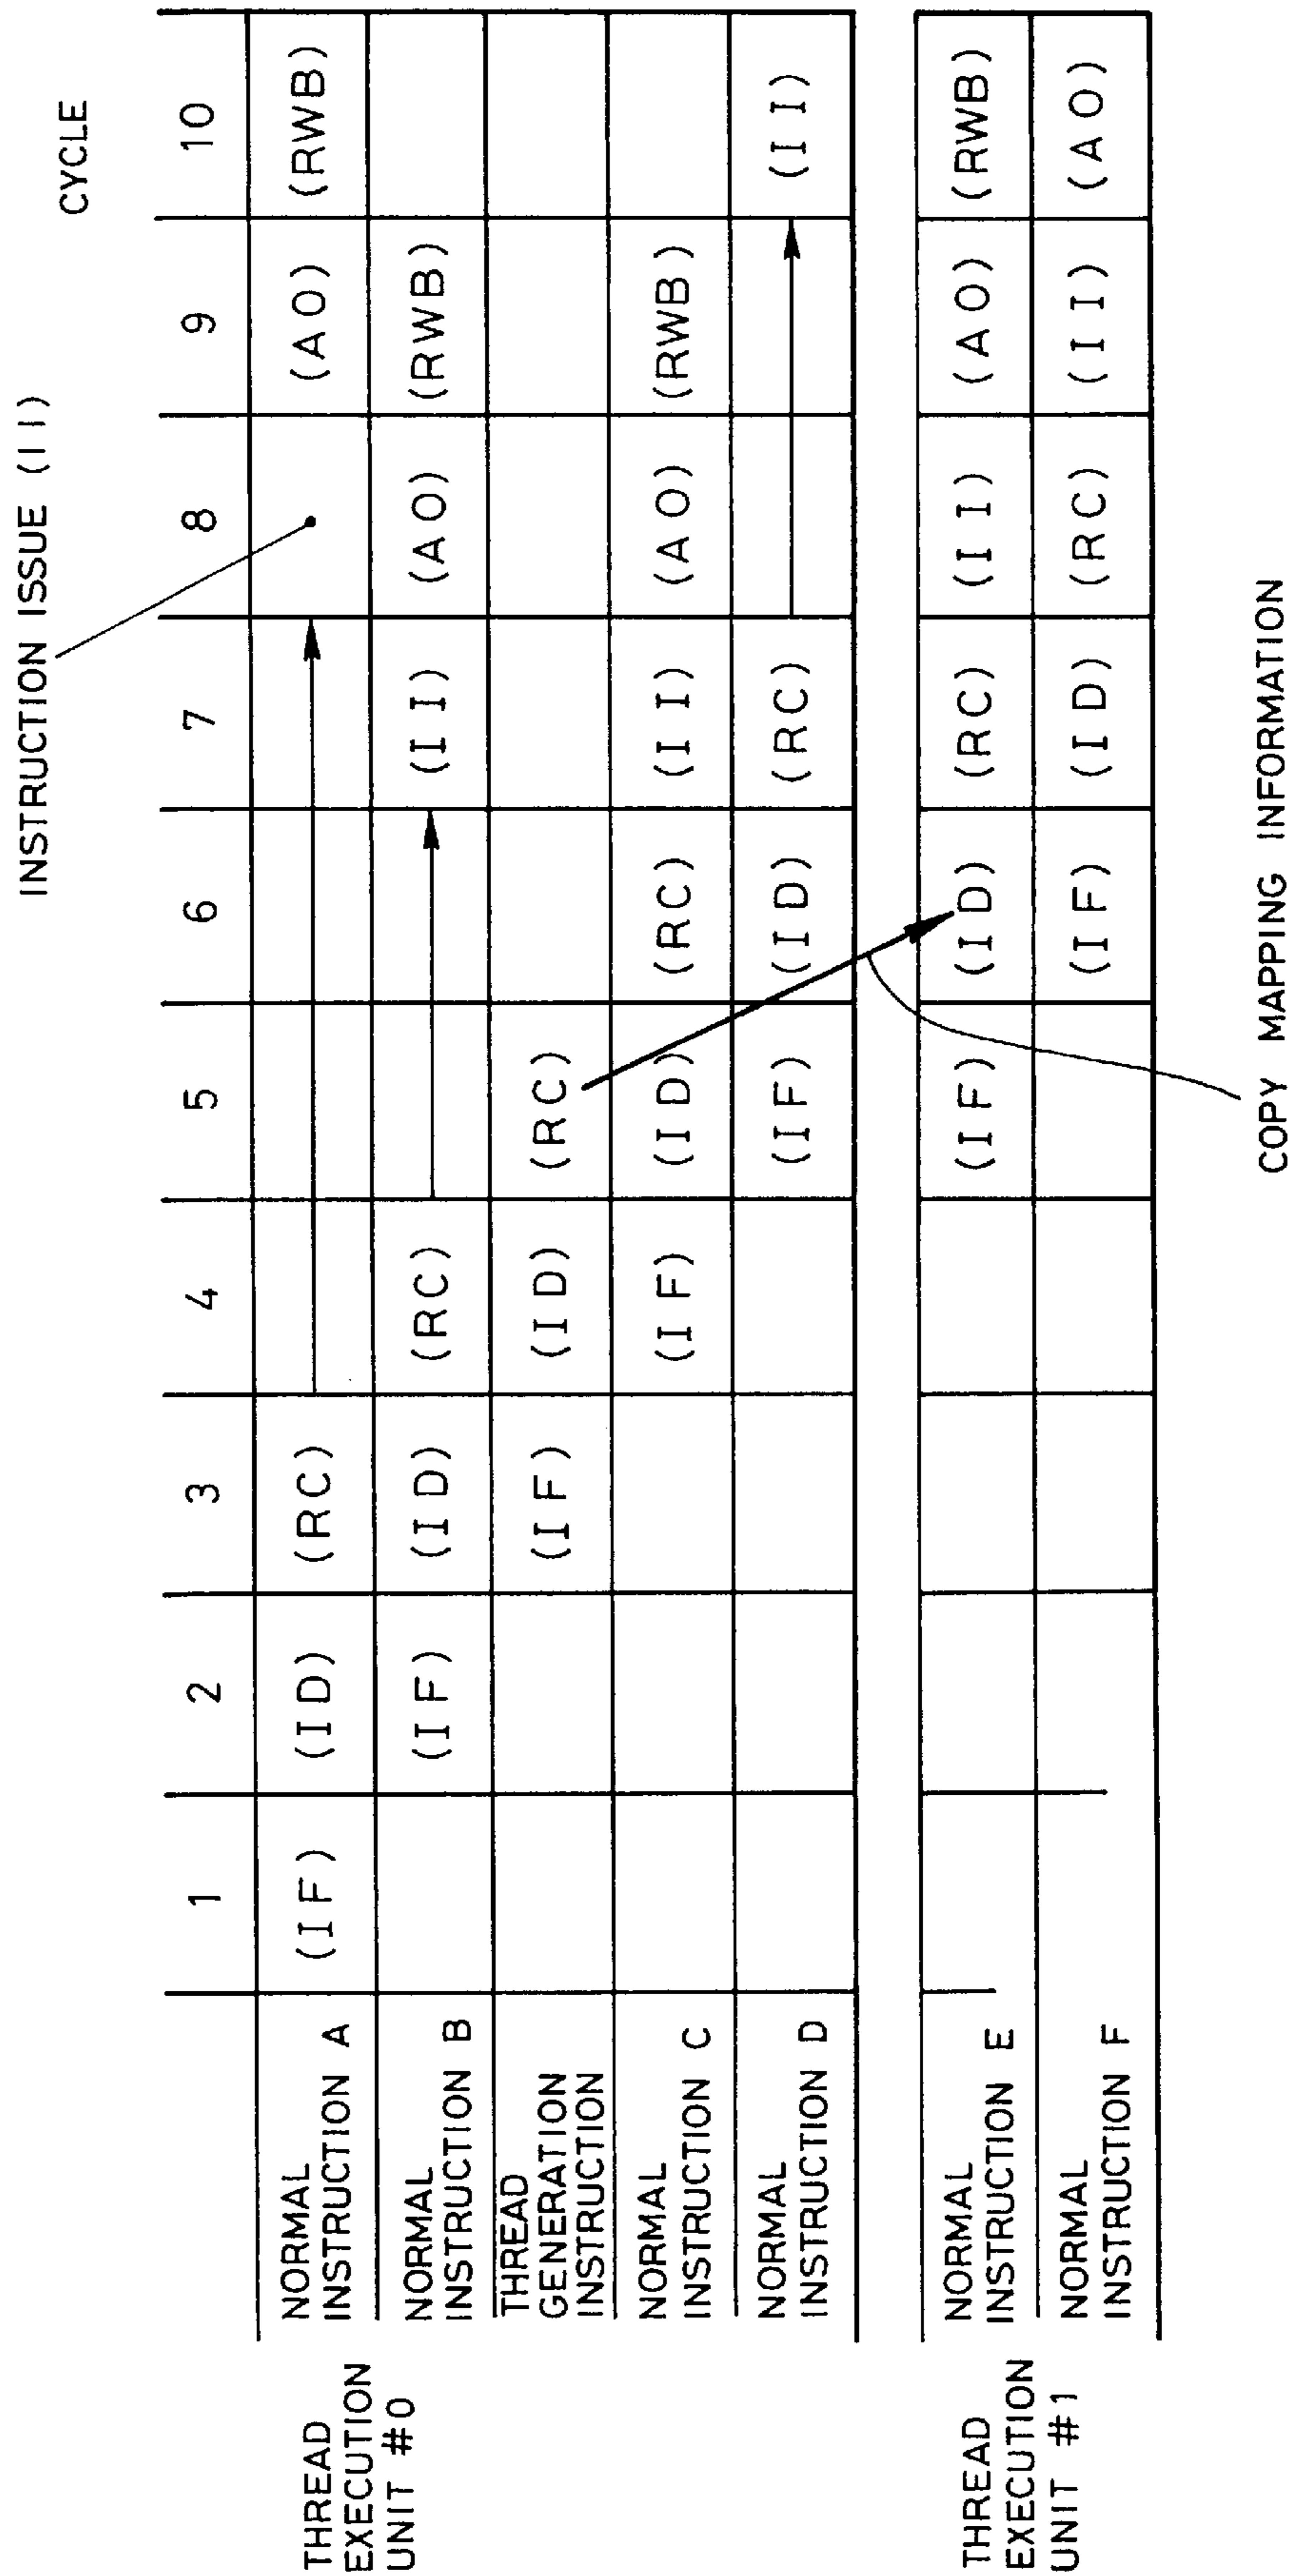 INSTRUCTION ISSUE (II)
CYCLE
1 2 3 4 5 6 7 8 9 10
THREAD
EXECUTION
UNIT #0
NORMAL
INSTRUCTION A
(IF) (ID) (RC) (AO) (RWB)
NORMAL
INSTRUCTION B
(IF) (ID) (RC) (II) (AO) (RWB)
THREAD
GENERATION
INSTRUCTION
(IF) (ID) (RC)
NORMAL
INSTRUCTION C
(IF) (ID) (RC) (II) (AO) (RWB)
NORMAL
INSTRUCTION D
(IF) (ID) (RC) (II)
THREAD
EXECUTION
UNIT #1
NORMAL
INSTRUCTION E
(IF) (ID) (RC) (II) (AO) (RWB)
NORMAL
INSTRUCTION F
(IF) (ID) (RC) (II) (AO)
COPY MAPPING INFORMATION